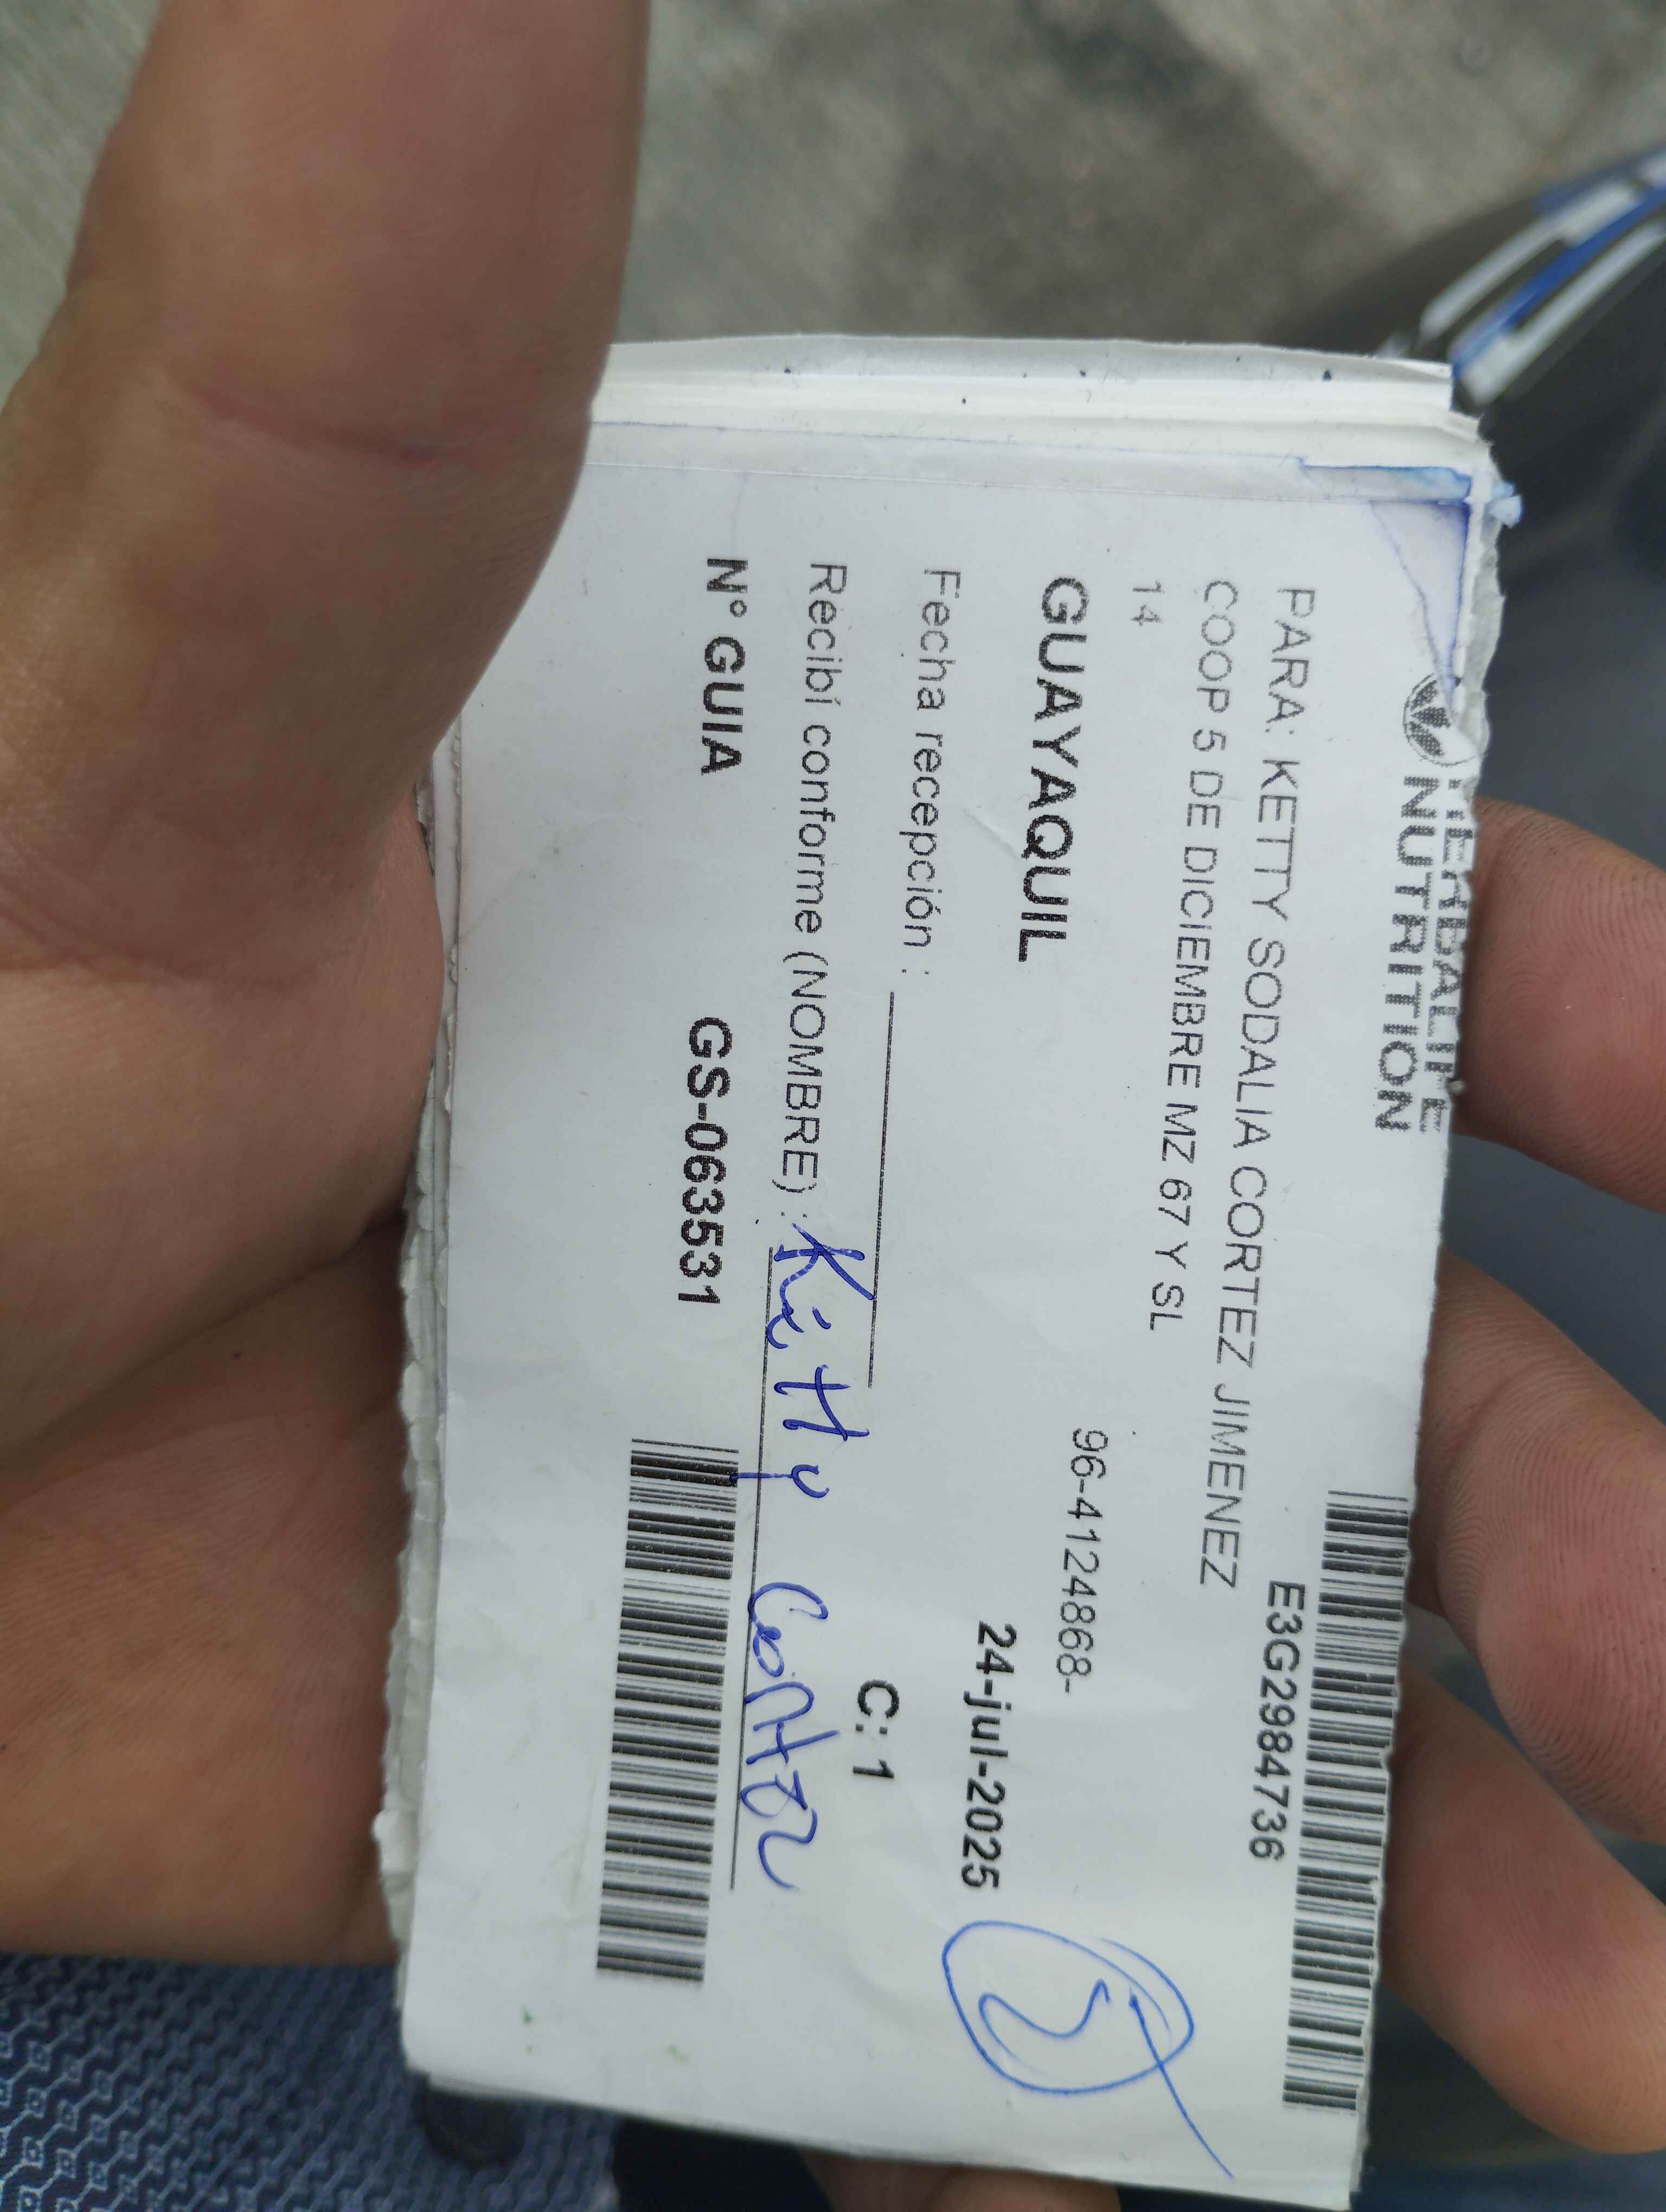 HERBALIFE
NUTRITION
E3G2984736
PARA: KETTY SODALIA CORTEZ JIMENEZ
COOP 5 DE DICIEMBRE MZ 67 Y SL
14
96-4124868-
GUAYAQUIL
24-jul-2025
Fecha recepción :
C: 1
Recibí conforme (NOMBRE) : Ketty Cortez
N° GUIA GS-063531